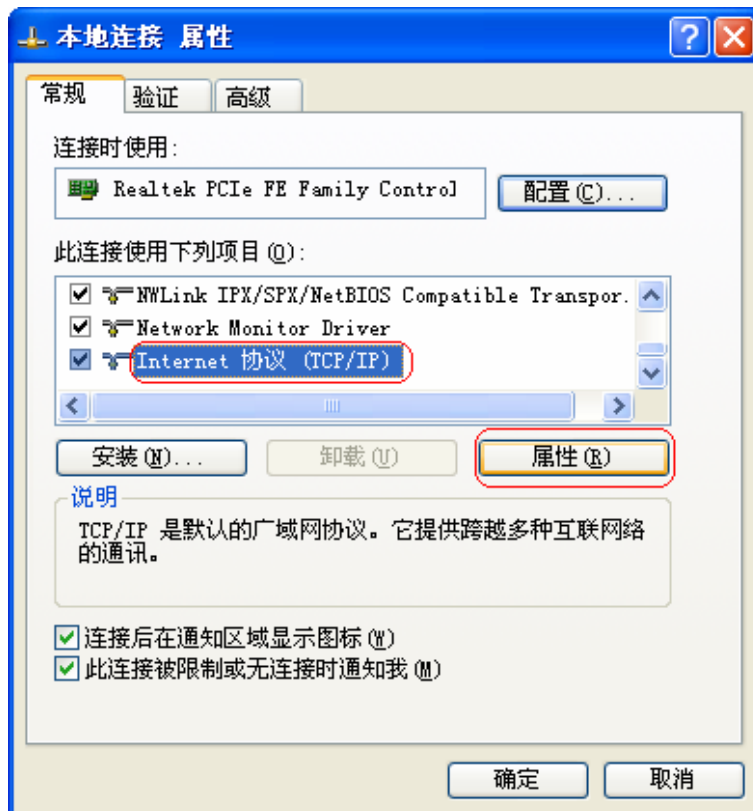 本地连接 属性
常规 验证 高级
连接时使用:
Realtek PCIe FE Family Control
配置(C)...
此连接使用下列项目(O):
NWLink IPX/SPX/NetBIOS Compatible Transpor.
Network Monitor Driver
Internet 协议 (TCP/IP)
安装(N)... 卸载(U) 属性(R)
说明
TCP/IP 是默认的广域网协议。它提供跨越多种互联网络
的通讯。
连接后在通知区域显示图标(W)
此连接被限制或无连接时通知我(M)
确定 取消